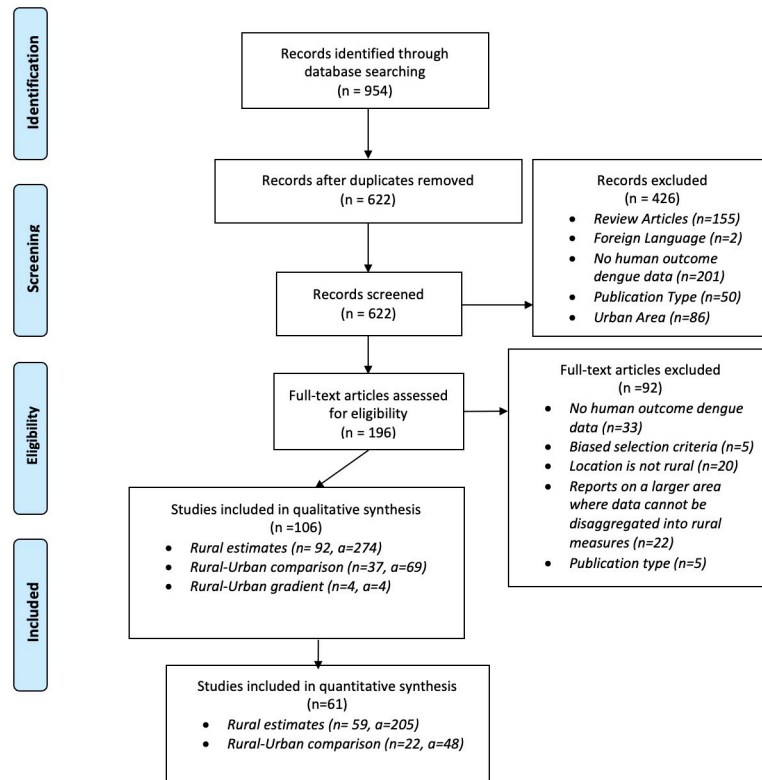 Identification
Records identified through
database searching
(n = 954)
Records after duplicates removed
(n = 622)
Screening
Records screened
(n = 622)
Records excluded
(n = 426)
• Review Articles (n=155)
• Foreign Language (n=2)
• No human outcome
dengue data (n=201)
• Publication Type (n=50)
• Urban Area (n=86)
Eligibility
Full-text articles assessed
for eligibility
(n = 196)
Full-text articles excluded
(n =92)
• No human outcome dengue
data (n=33)
• Biased selection criteria (n=5)
• Location is not rural (n=20)
• Reports on a larger area
where data cannot be
disaggregated into rural
measures (n=22)
• Publication type (n=5)
Included
Studies included in qualitative synthesis
(n =106)
• Rural estimates (n= 92, a=274)
• Rural-Urban comparison (n=37, a=69)
• Rural-Urban gradient (n=4, a=4)
Studies included in quantitative synthesis
(n=61)
• Rural estimates (n= 59, a=205)
• Rural-Urban comparison (n=22, a=48)